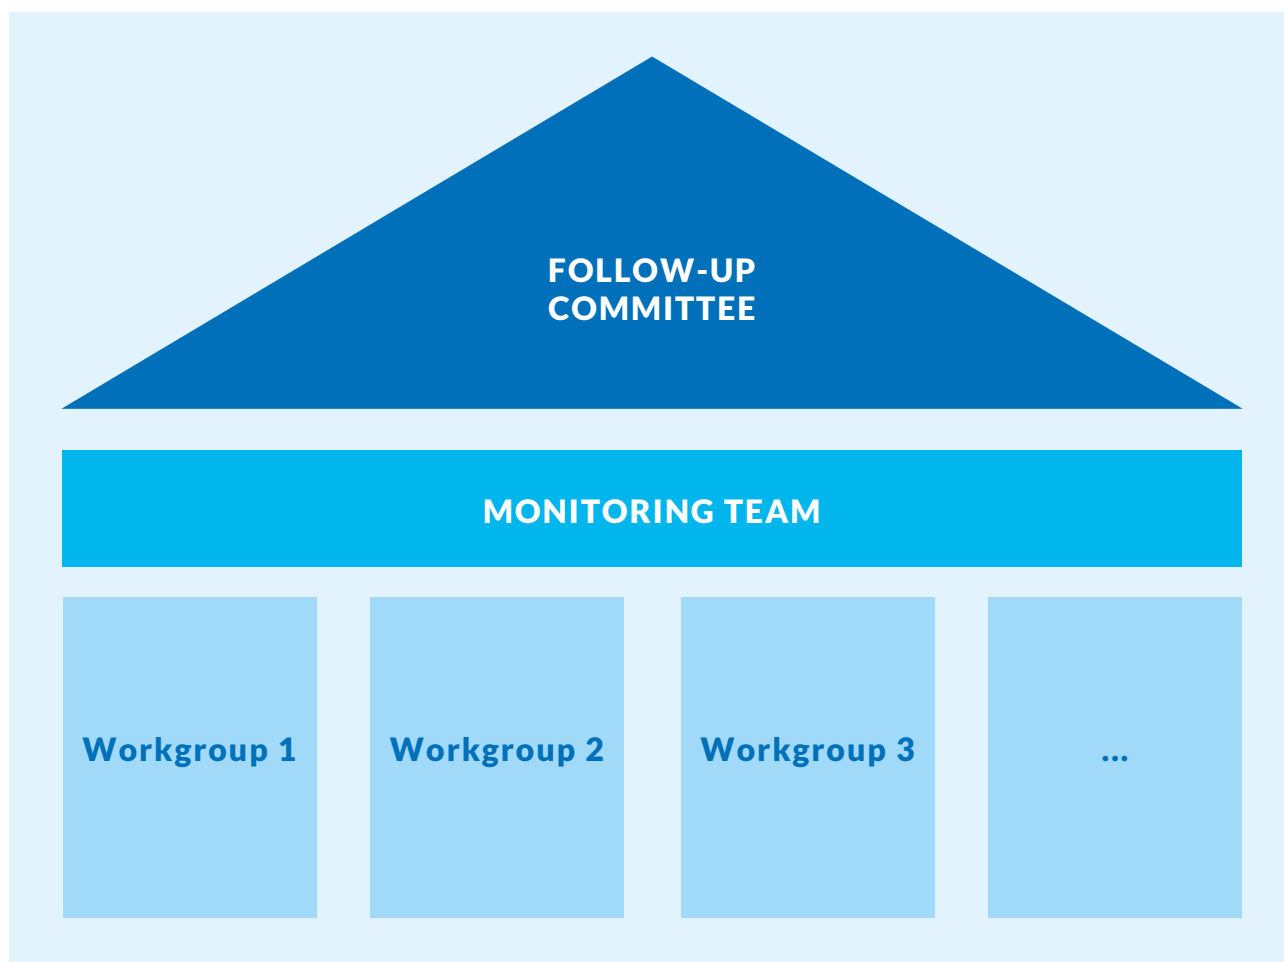 FOLLOW-UP
COMMITTEE
MONITORING TEAM
Workgroup 1
Workgroup 2
Workgroup 3
...